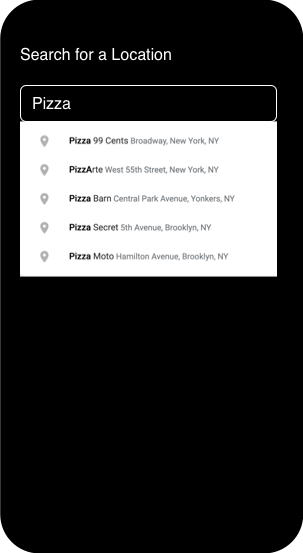 Search for a Location
Pizza
Pizza 99 Cents Broadway, New York, NY
PizzArte West 55th Street, New York, NY
Pizza Barn Central Park Avenue, Yonkers, NY
Pizza Secret 5th Avenue, Brooklyn, NY
Pizza Moto Hamilton Avenue, Brooklyn, NY